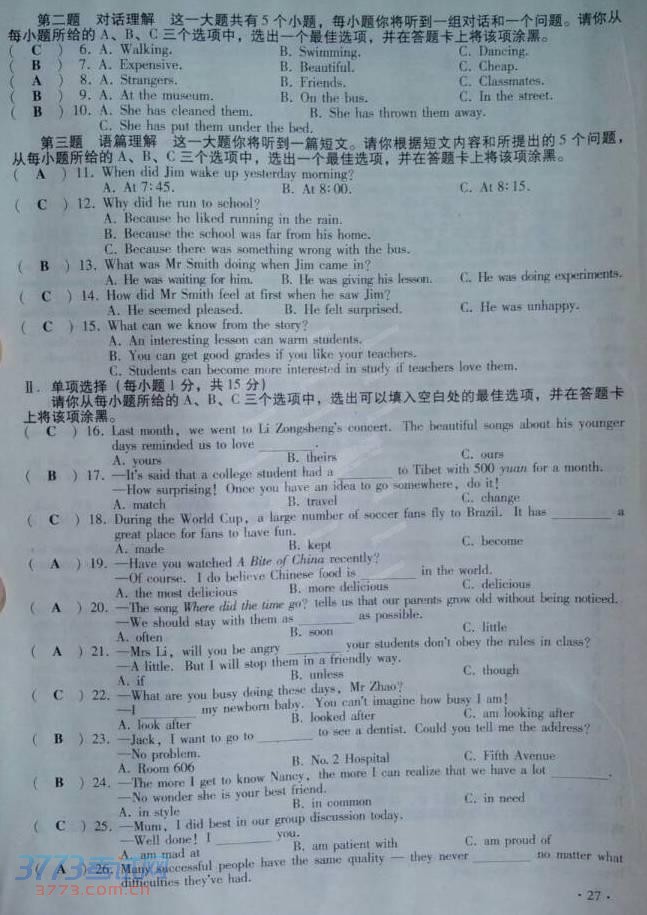 第二题 对话理解 这一大题共有 5 个小题，每小题你将听到一组对话和一个问题。请你从
每小题所给的 A、B、C 三个选项中，选出一个最佳选项，并在答题卡上将该项涂黑。
( C ) 6. A. Walking. B. Swimming. C. Dancing.
( B ) 7. A. Expensive. B. Beautiful. C. Cheap.
( A ) 8. A. Strangers. B. Friends. C. Classmates.
( B ) 9. A. At the museum. B. On the bus. C. In the street.
( B ) 10. A. She has cleaned them. B. She has thrown them away.
C. She has put them under the bed.
第三题 语篇理解 这一大题你将听到一篇短文。请你根据短文内容和所提出的 5 个问题，
从每小题所给的 A、B、C 三个选项中，选出一个最佳选项，并在答题卡上将该项涂黑。
( A ) 11. When did Jim wake up yesterday morning?
A. At 7:45. B. At 8:00. C. At 8:15.
( C ) 12. Why did he run to school?
A. Because he liked running in the rain.
B. Because the school was far from his home.
C. Because there was something wrong with the bus.
( B ) 13. What was Mr Smith doing when Jim came in?
A. He was waiting for him. B. He was giving his lesson. C. He was doing experiments.
( C ) 14. How did Mr Smith feel at first when he saw Jim?
A. He seemed pleased. B. He felt surprised. C. He was unhappy.
( C ) 15. What can we know from the story?
A. An interesting lesson can warm students.
B. You can get good grades if you like your teachers.
C. Students can become more interested in study if teachers love them.
Ⅱ. 单项选择（每小题 1 分，共 15 分）
请你从每小题所给的 A、B、C 三个选项中，选出可以填入空白处的最佳选项，并在答题卡
上将该项涂黑。
( C ) 16. Last month, we went to Li Zongsheng's concert. The beautiful songs about his younger
days reminded us to love ______.
A. yours B. theirs C. ours
( B ) 17. —It's said that a college student had a ______ to Tibet with 500 yuan for a month.
—How surprising! Once you have an idea to go somewhere, do it!
A. match B. travel C. change
( C ) 18. During the World Cup, a large number of soccer fans fly to Brazil. It has ______ a
great place for fans to have fun.
A. made B. kept C. become
( A ) 19. —Have you watched A Bite of China recently?
—Of course. I do believe Chinese food is ______ in the world.
A. the most delicious B. more delicious C. delicious
( A ) 20. —The song Where did the time go? tells us that our parents grow old without being noticed.
—We should stay with them as ______ as possible.
A. often B. soon C. little
( A ) 21. —Mrs Li, will you be angry ______ your students don't obey the rules in class?
—A little. But I will stop them in a friendly way.
A. if B. unless C. though
( C ) 22. —What are you busy doing these days, Mr Zhao?
—I ______ my newborn baby. You can't imagine how busy I am!
A. look after B. looked after C. am looking after
( B ) 23. —Jack, I want to go to ______ to see a dentist. Could you tell me the address?
—No problem.
A. Room 606 B. No. 2 Hospital C. Fifth Avenue
( B ) 24. —The more I get to know Nancy, the more I can realize that we have a lot ______.
—No wonder she is your best friend.
A. in style B. in common C. in need
( C ) 25. —Mum, I did best in our group discussion today.
—Well done! I ______ you.
A. am mad at B. am patient with C. am proud of
( A ) 26. Many successful people have the same quality — they never ______ no matter what
difficulties they've had.
3773考试网
www.3773.com.cn
· 27 ·